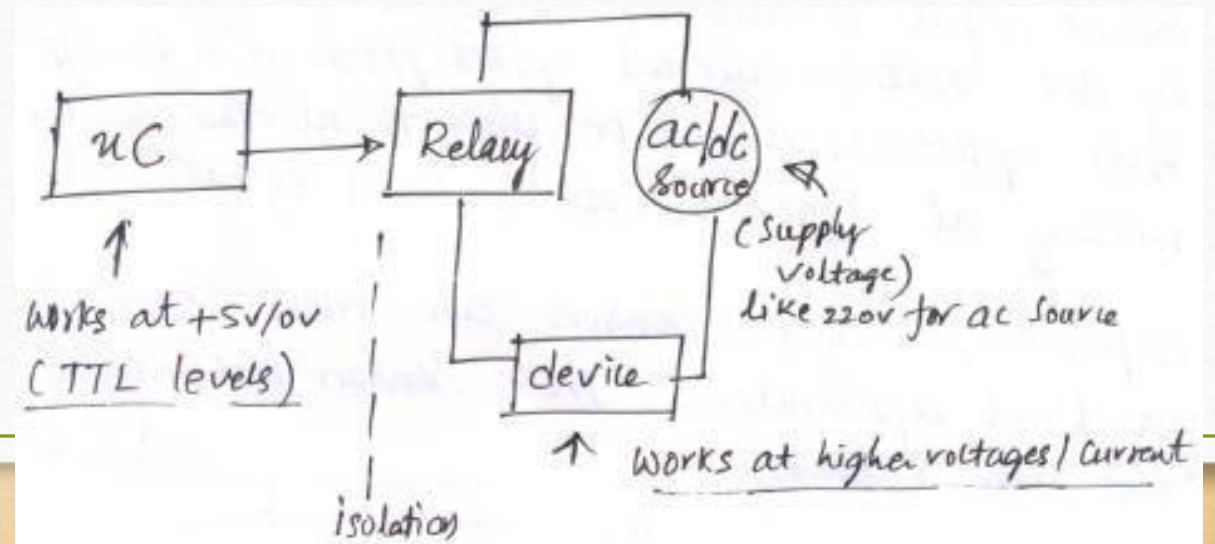 uC
Relay
ac/dc
source
(supply
voltage)
like 220v for ac source
works at +5v/0v
(TTL levels)
device
works at higher voltages/current
isolation